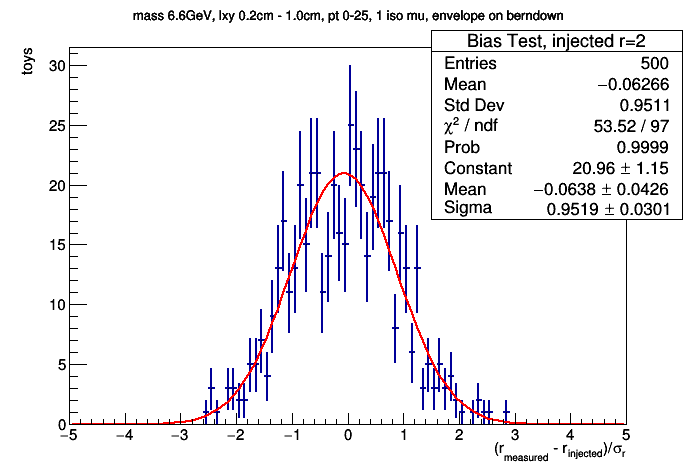 mass 6.6GeV, lxy 0.2cm - 1.0cm, pt 0-25, 1 iso mu, envelope on berndown
Bias Test, injected r=2
Entries 500
Mean −0.06266
Std Dev 0.9511
χ² / ndf 53.52 / 97
Prob 0.9999
Constant 20.96 ± 1.15
Mean −0.0638 ± 0.0426
Sigma 0.9519 ± 0.0301
toys
30
25
20
15
10
5
0
−5 −4 −3 −2 −1 0 1 2 3 4 5
(r_measured - r_injected)/σ_r